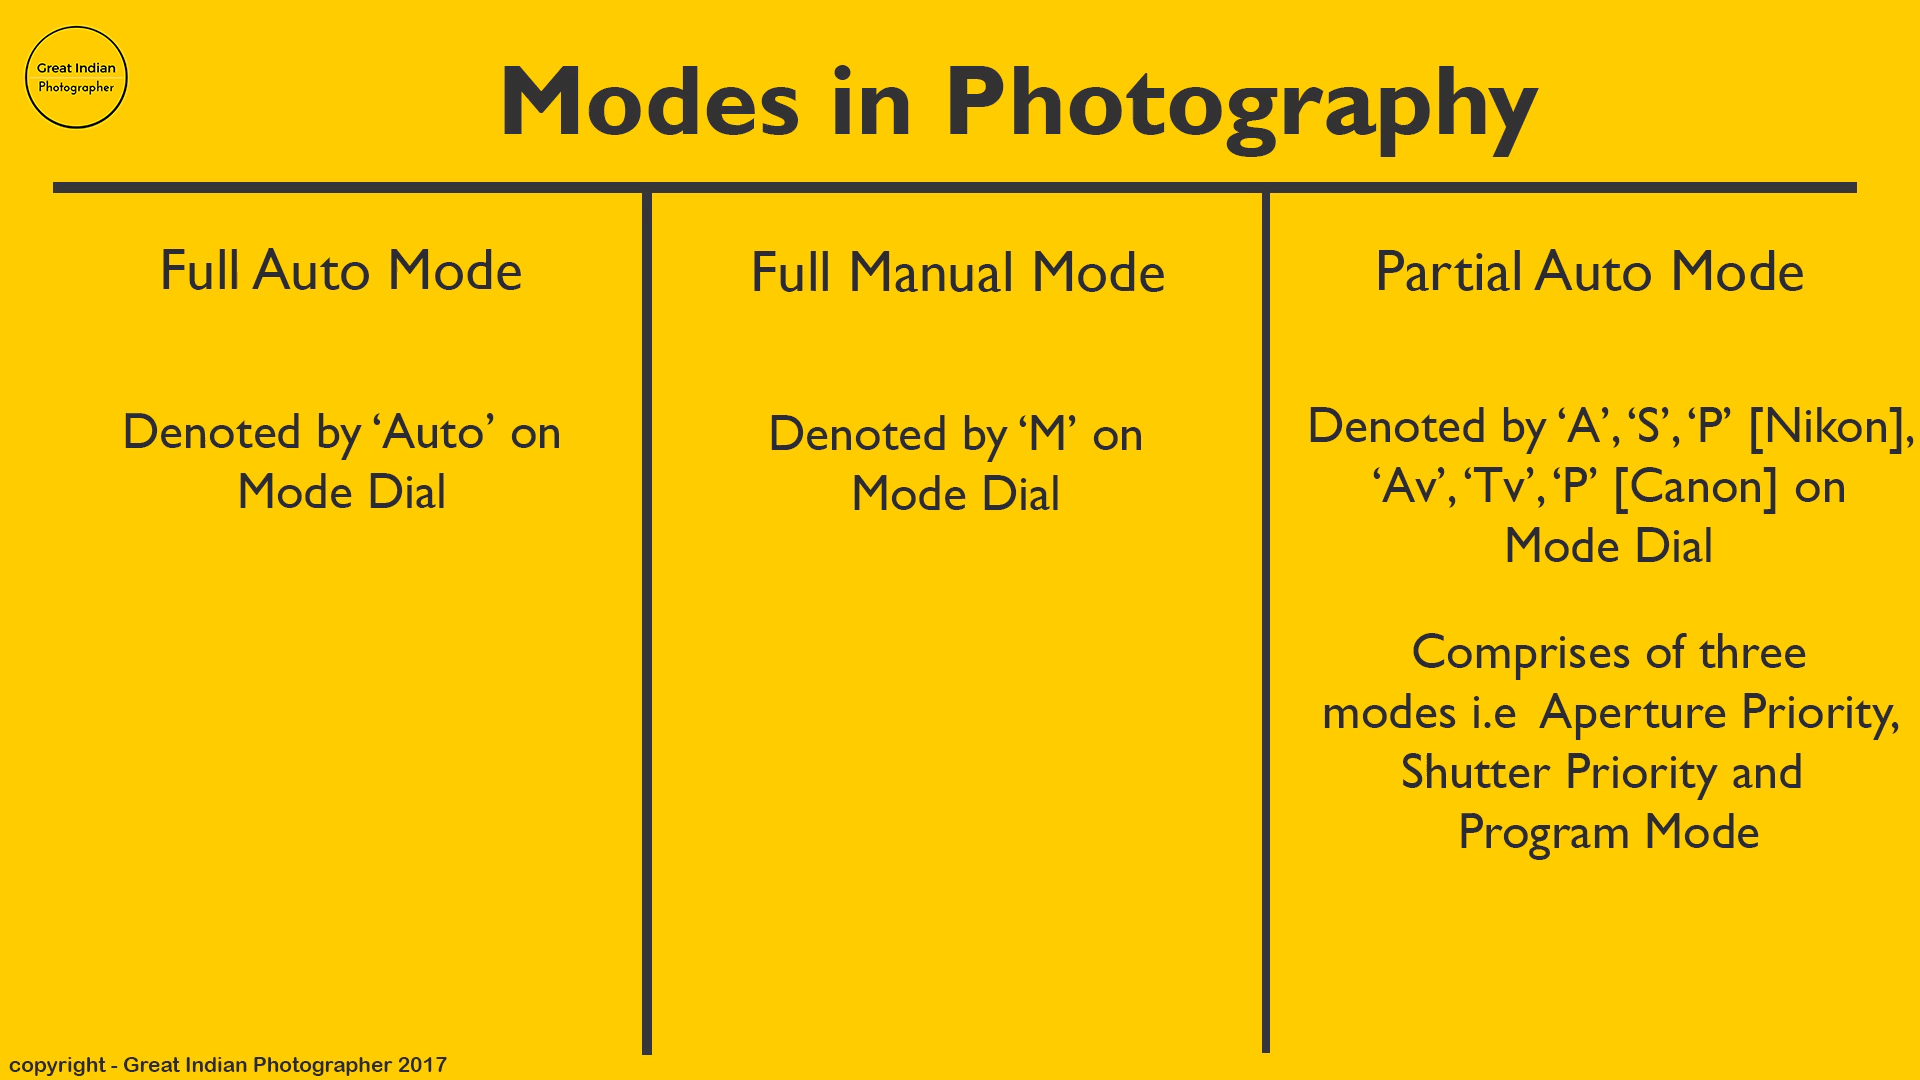 Great Indian
Photographer
Modes in Photography
Full Auto Mode
Denoted by ‘Auto’ on
Mode Dial
Full Manual Mode
Denoted by ‘M’ on
Mode Dial
Partial Auto Mode
Denoted by ‘A’, ‘S’, ‘P’ [Nikon],
‘Av’, ‘Tv’, ‘P’ [Canon] on
Mode Dial
Comprises of three
modes i.e Aperture Priority,
Shutter Priority and
Program Mode
copyright - Great Indian Photographer 2017